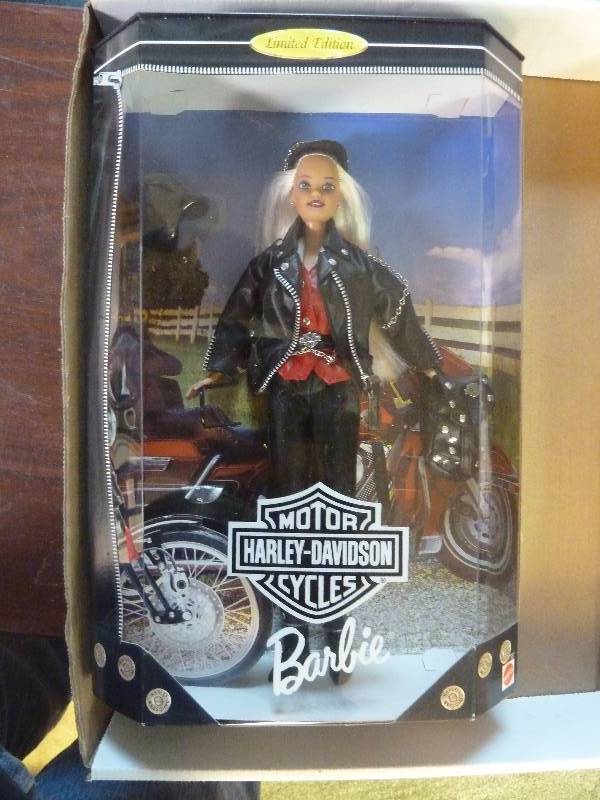 Limited Edition
MOTOR
HARLEY-DAVIDSON
CYCLES
Barbie